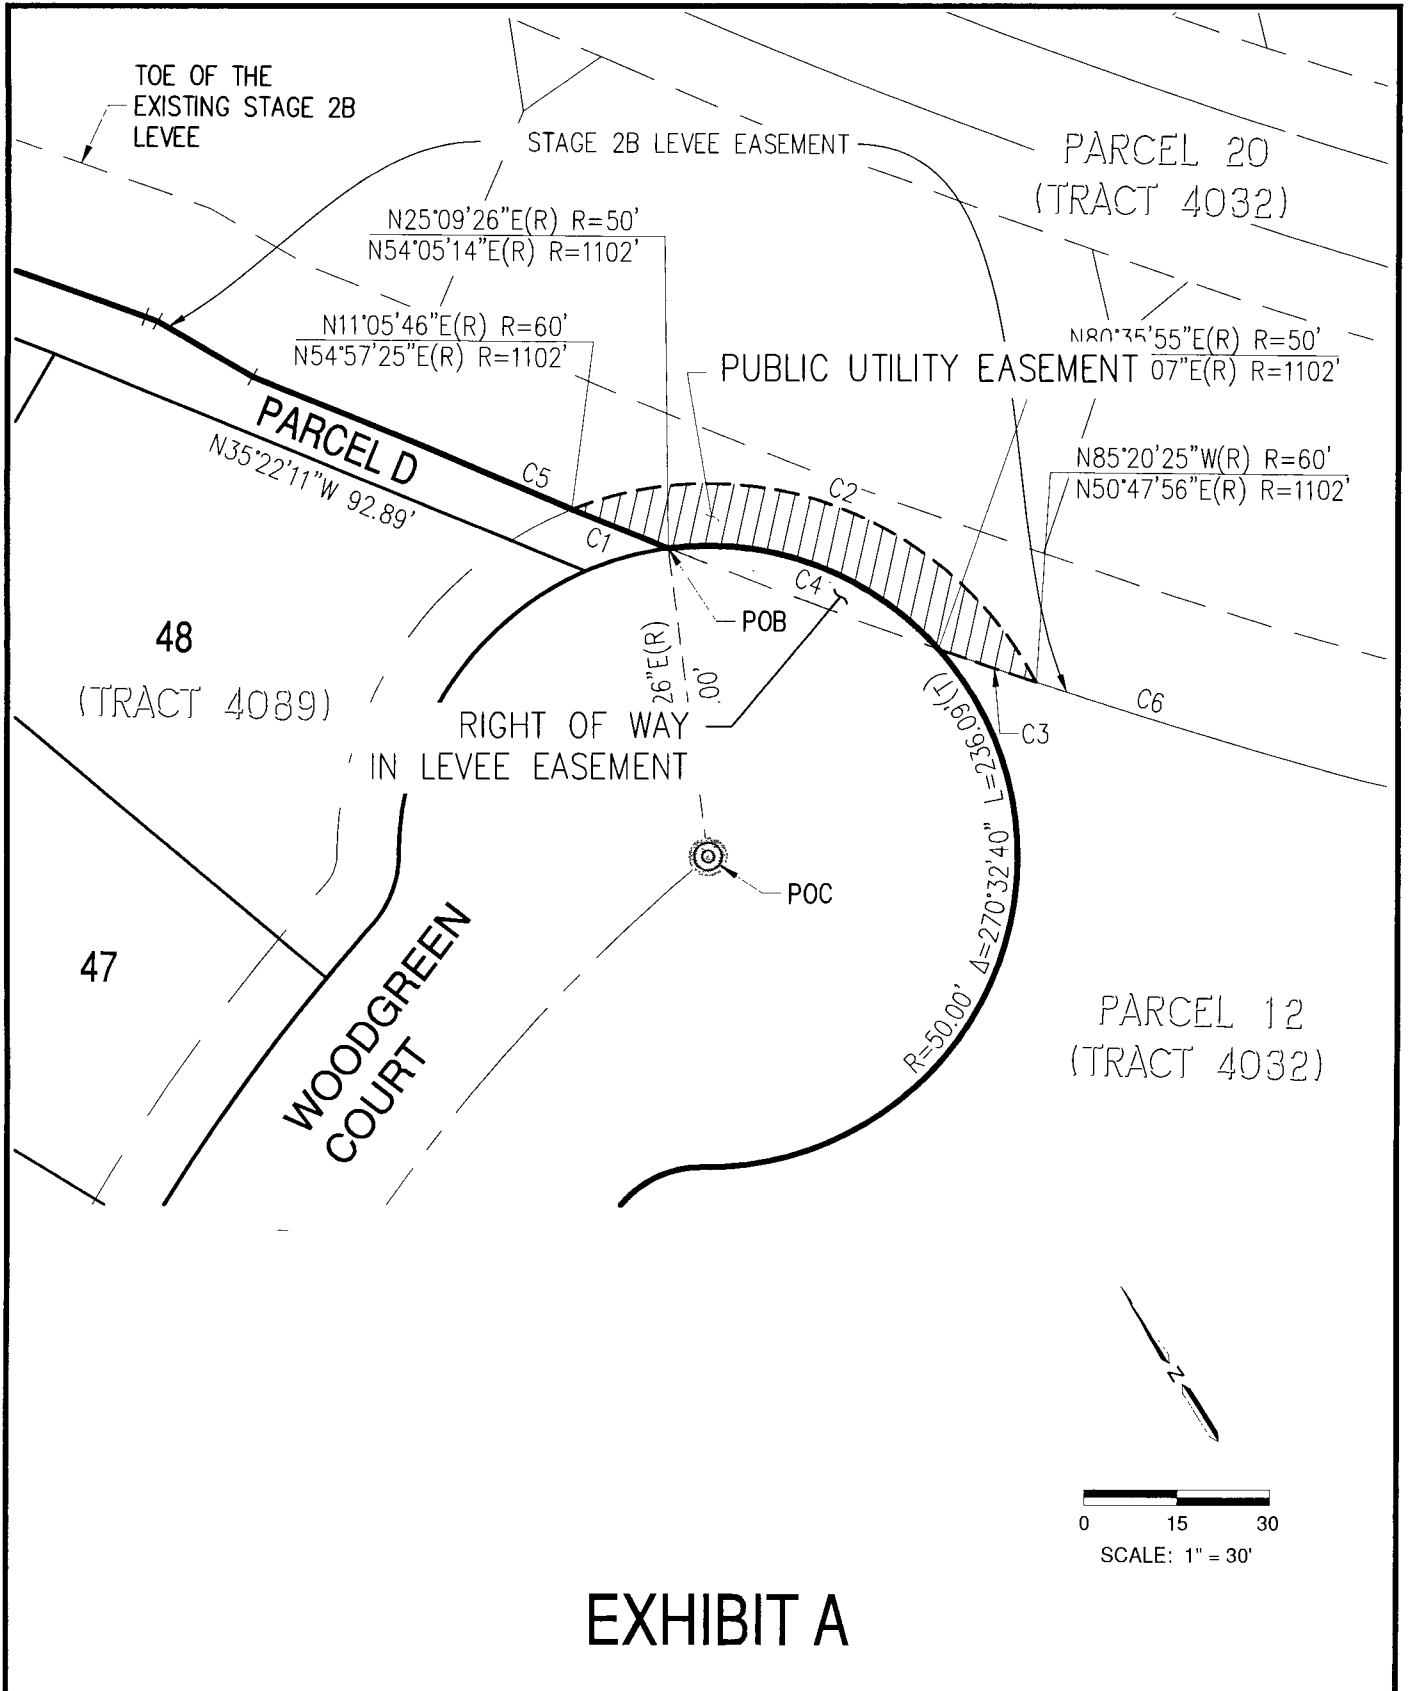 TOE OF THE
EXISTING STAGE 2B
LEVEE
STAGE 2B LEVEE EASEMENT
PARCEL 20
(TRACT 4032)
N25°09'26"E(R) R=50'
N54°05'14"E(R) R=1102'
N11°05'46"E(R) R=60'
N54°57'25"E(R) R=1102'
N80°35'55"E(R) R=50'
07"E(R) R=1102'
PUBLIC UTILITY EASEMENT
PARCEL D
N35°22'11"W 92.89'
C5
C2
N85°20'25"W(R) R=60'
N50°47'56"E(R) R=1102'
C1
C4
POB
48
(TRACT 4089)
26"E(R)
.00'
RIGHT OF WAY
IN LEVEE EASEMENT
C6
C3
R=50.00' Δ=270°32'40" L=236.09'(T)
POC
47
WOODGREEN
COURT
PARCEL 12
(TRACT 4032)
Z
0 15 30
SCALE: 1" = 30'
EXHIBIT A